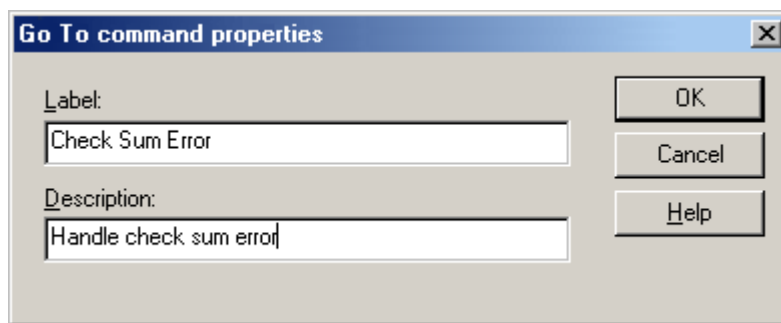 Go To command properties
Label:
OK
Check Sum Error
Cancel
Description:
Help
Handle check sum error